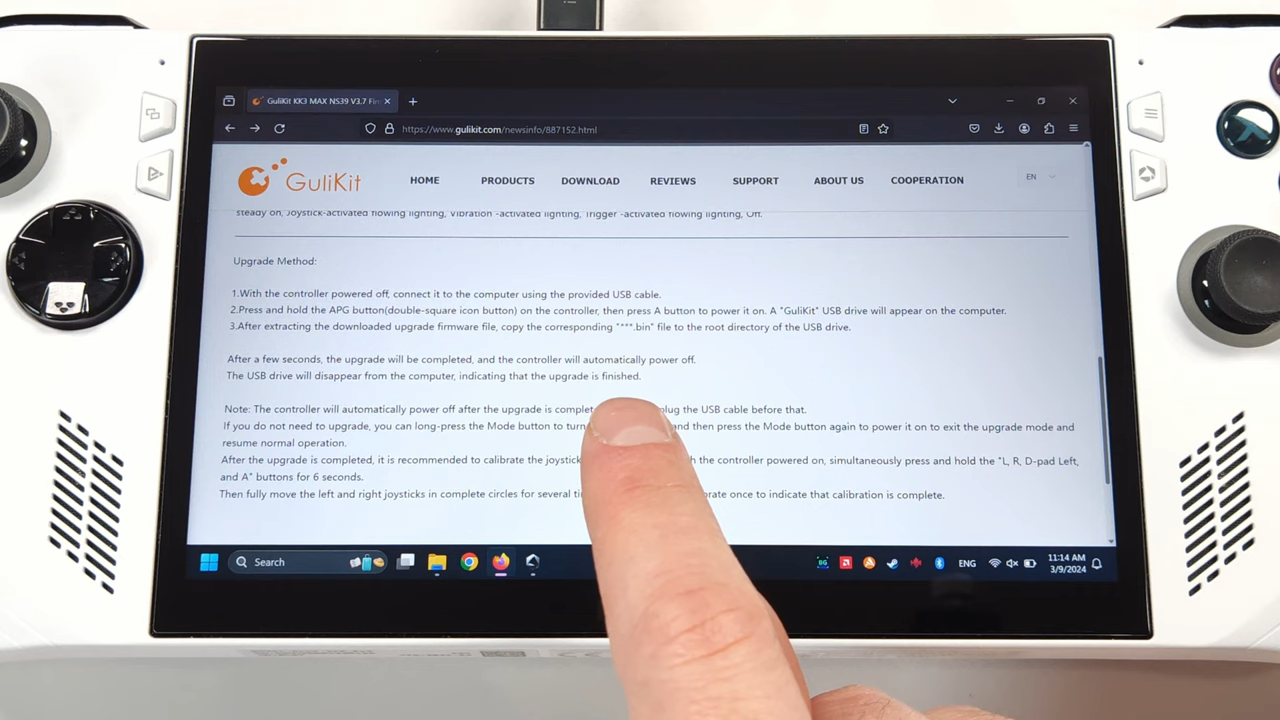 GuliKit KK3 MAX NS39 V3.7
https://www.gulikit.com/newsinfo/887152.html
GuliKit
HOME
PRODUCTS
DOWNLOAD
REVIEWS
SUPPORT
ABOUT US
COOPERATION
EN
steady on, Joystick-activated flowing lighting, Vibration -activated lighting, Trigger -activated flowing lighting, Off.
Upgrade Method:
1.With the controller powered off, connect it to the computer using the provided USB cable.
2.Press and hold the APG button(double-square icon button) on the controller, then press A button to power it on. A "GuliKit" USB drive will appear on the computer.
3.After extracting the downloaded upgrade firmware file, copy the corresponding "***.bin" file to the root directory of the USB drive.
After a few seconds, the upgrade will be completed, and the controller will automatically power off.
The USB drive will disappear from the computer, indicating that the upgrade is finished.
Note: The controller will automatically power off after the upgrade is the USB cable before that.
If you do not need to upgrade, you can long-press the Mode button to turn and then press the Mode button again to power it on to exit the upgrade mode and
resume normal operation.
After the upgrade is completed, it is recommended to calibrate the the controller powered on, simultaneously press and hold the "L, R, D-pad Left,
and A" buttons for 6 seconds.
Then fully move the left and right joysticks in complete circles for several once to indicate that calibration is complete.
Search
ENG
11:14 AM
3/9/2024